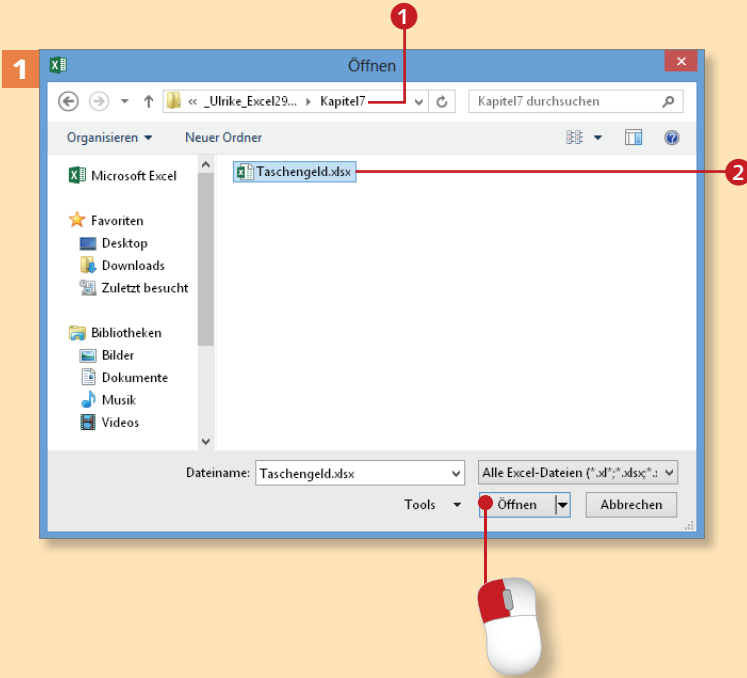 1
1
Öffnen
« _Ulrike_Excel29... Kapitel7
Kapitel7 durchsuchen
Organisieren
Neuer Ordner
Microsoft Excel
Taschengeld.xlsx
2
Favoriten
Desktop
Downloads
Zuletzt besucht
Bibliotheken
Bilder
Dokumente
Musik
Videos
Dateiname: Taschengeld.xlsx
Alle Excel-Dateien (*.xl*;*.xlsx;*.:
Tools
Öffnen
Abbrechen